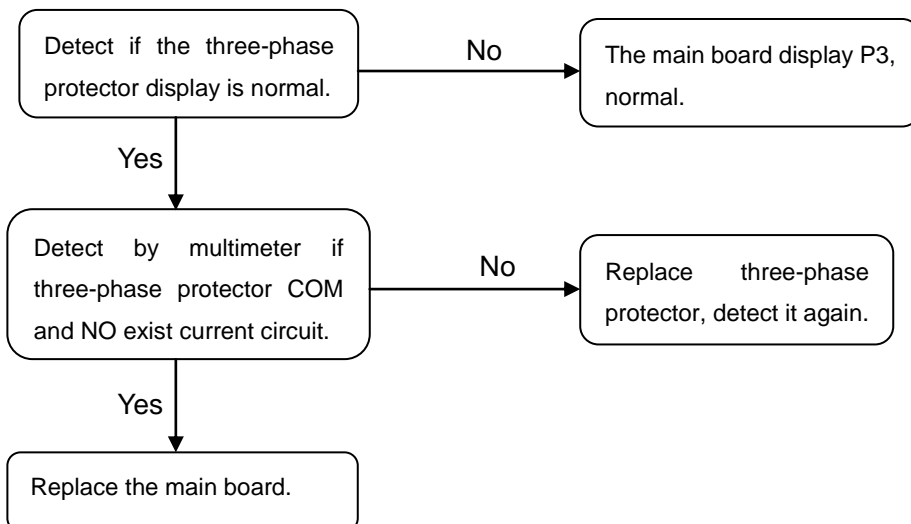 Detect if the three-phase
protector display is normal.
No
The main board display P3,
normal.
Yes
Detect by multimeter if
three-phase protector COM
and NO exist current circuit.
No
Replace three-phase
protector, detect it again.
Yes
Replace the main board.